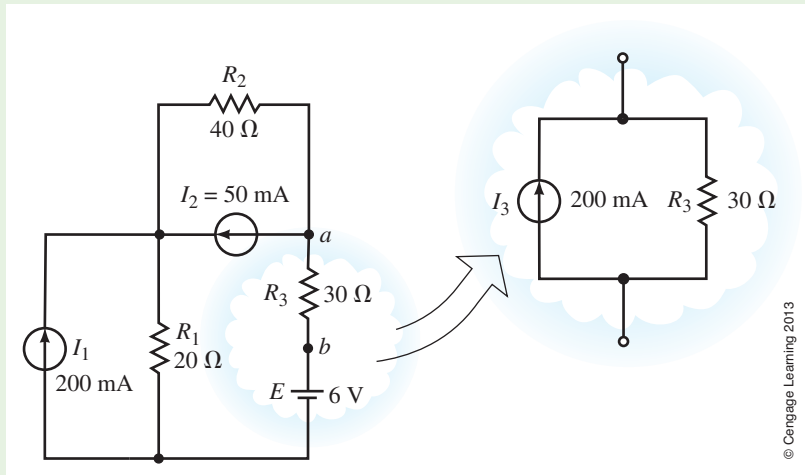 R₂
40 Ω
I₂ = 50 mA
a
R₃ 30 Ω
b
E 6 V
I₁
200 mA
R₁
20 Ω
I₃ 200 mA R₃ 30 Ω
© Cengage Learning 2013